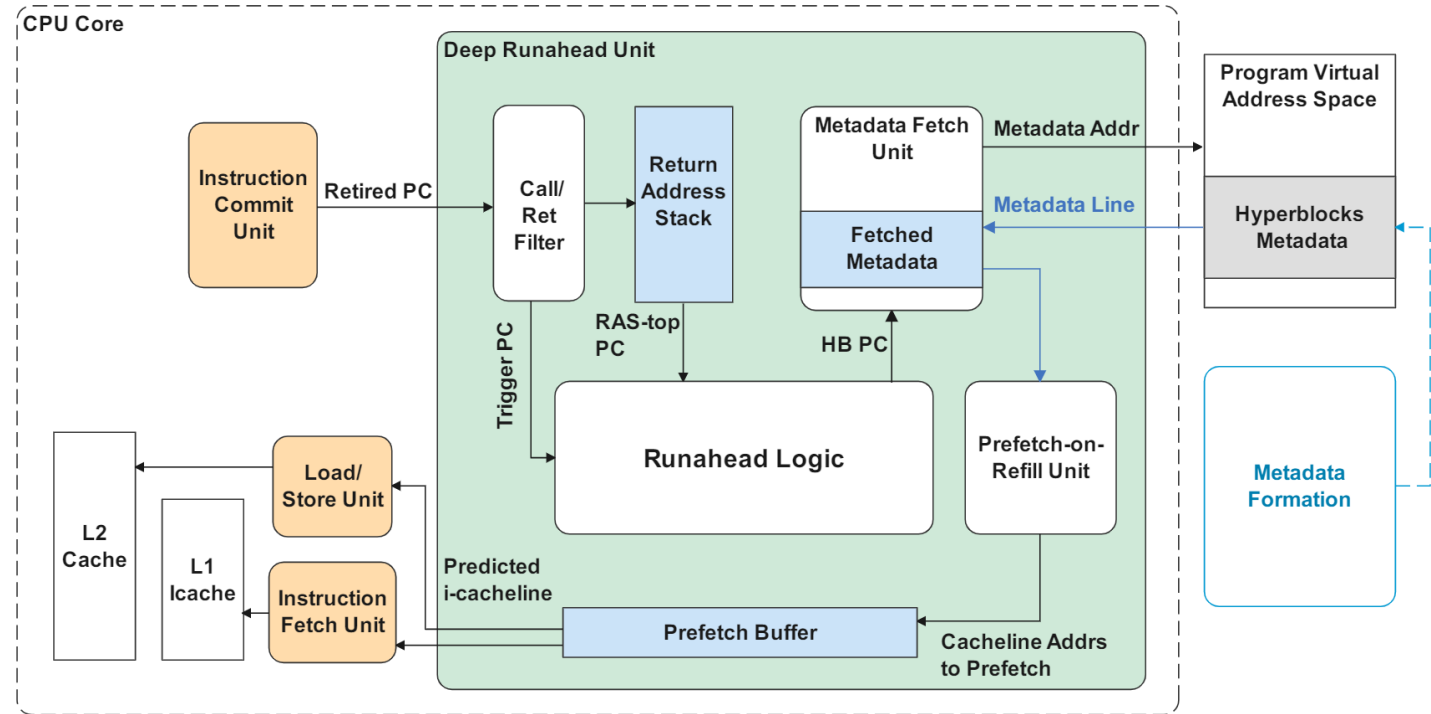 CPU Core
Deep Runahead Unit
Program Virtual
Address Space
Instruction
Commit
Unit
Retired PC
Call/
Ret
Filter
Return
Address
Stack
Metadata Fetch
Unit
Metadata Addr
Metadata Line
Fetched
Metadata
Hyperblocks
Metadata
Trigger PC
RAS-top
PC
HB PC
Runahead Logic
Prefetch-on-
Refill Unit
Metadata
Formation
L2
Cache
L1
Icache
Load/
Store Unit
Instruction
Fetch Unit
Predicted
i-cacheline
Prefetch Buffer
Cacheline Addrs
to Prefetch